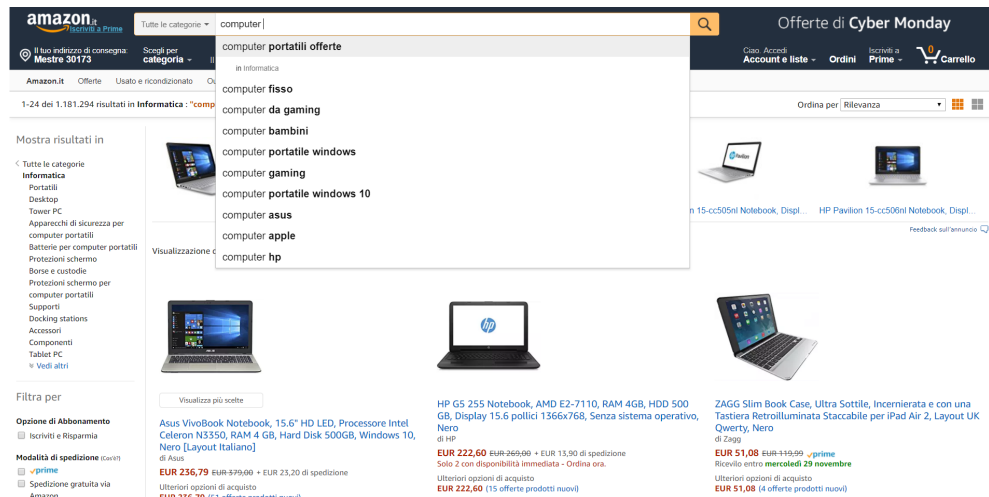 amazon.it
Iscriviti a Prime
Tutte le categorie
computer
Offerte di Cyber Monday
Il tuo indirizzo di consegna:
Mestre 30173
Scegli per
categoria
Ciao. Accedi
Account e liste
Ordini
Iscriviti a
Prime
0
Carrello
computer portatili offerte
in Informatica
computer fisso
computer da gaming
computer bambini
computer portatile windows
computer gaming
computer portatile windows 10
computer asus
computer apple
computer hp
Amazon.it Offerte Usato e ricondizionato
1-24 dei 1.181.294 risultati in Informatica : "comp
Ordina per Rilevanza
Mostra risultati in
Tutte le categorie
Informatica
Portatili
Desktop
Tower PC
Apparecchi di sicurezza per
computer portatili
Batterie per computer portatili
Protezioni schermo
Borse e custodie
Protezioni schermo per
computer portatili
Supporti
Docking stations
Accessori
Componenti
Tablet PC
Vedi altri
n 15-cc505nl Notebook, Displ...
HP Pavilion 15-cc506nl Notebook, Displ...
Feedback sull'annuncio
Visualizzazione
Filtra per
Opzione di Abbonamento
Iscriviti e Risparmia
Modalità di spedizione (Cos'è?)
prime
Spedizione gratuita via
Amazon
Visualizza più scelte
Asus VivoBook Notebook, 15.6" HD LED, Processore Intel
Celeron N3350, RAM 4 GB, Hard Disk 500GB, Windows 10,
Nero [Layout Italiano]
di Asus
EUR 236,79 EUR 379,00 + EUR 23,20 di spedizione
Ulteriori opzioni di acquisto
EUR 236,79 (51 offerte prodotti nuovi)
hp
HP G5 255 Notebook, AMD E2-7110, RAM 4GB, HDD 500
GB, Display 15.6 pollici 1366x768, Senza sistema operativo,
Nero
di HP
EUR 222,60 EUR 269,00 + EUR 13,90 di spedizione
Solo 2 con disponibilità immediata - Ordina ora.
Ulteriori opzioni di acquisto
EUR 222,60 (15 offerte prodotti nuovi)
ZAGG Slim Book Case, Ultra Sottile, Incernierata e con una
Tastiera Retroilluminata Staccabile per iPad Air 2, Layout UK
Qwerty, Nero
di Zagg
EUR 51,08 EUR 119,99 prime
Ricevilo entro mercoledì 29 novembre
Ulteriori opzioni di acquisto
EUR 51,08 (4 offerte prodotti nuovi)